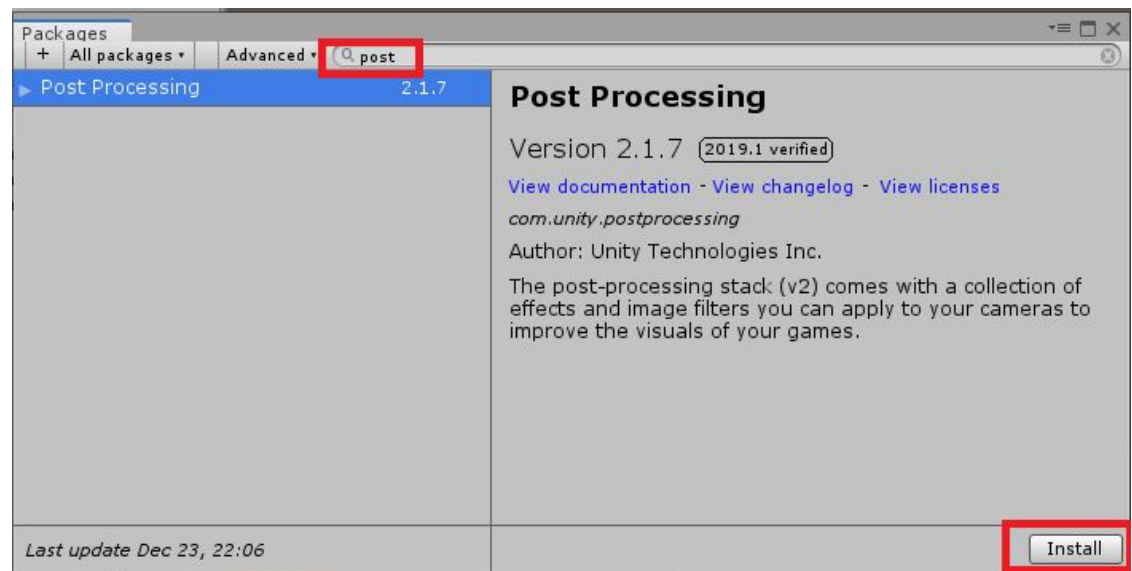 Packages
+ All packages Advanced post
Post Processing 2.1.7
Post Processing
Version 2.1.7 2019.1 verified
View documentation - View changelog - View licenses
com.unity.postprocessing
Author: Unity Technologies Inc.
The post-processing stack (v2) comes with a collection of
effects and image filters you can apply to your cameras to
improve the visuals of your games.
Last update Dec 23, 22:06
Install